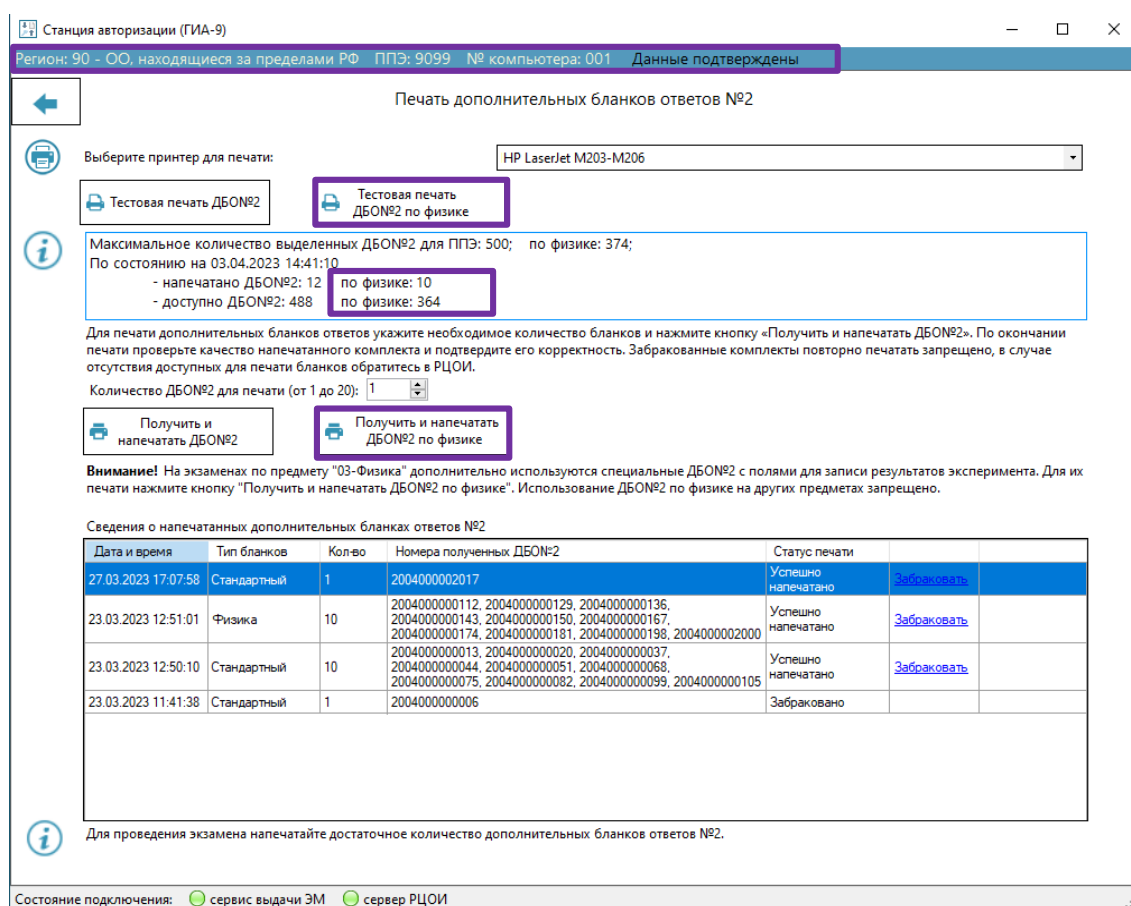 Станция авторизации (ГИА-9)
Регион: 90 - ОО, находящиеся за пределами РФ ППЭ: 9099 № компьютера: 001 Данные подтверждены
Печать дополнительных бланков ответов №2
Выберите принтер для печати: HP LaserJet M203-M206
Тестовая печать ДБО№2
Тестовая печать
ДБО№2 по физике
Максимальное количество выделенных ДБО№2 для ППЭ: 500; по физике: 374;
По состоянию на 03.04.2023 14:41:10
- напечатано ДБО№2: 12 по физике: 10
- доступно ДБО№2: 488 по физике: 364
Для печати дополнительных бланков ответов укажите необходимое количество бланков и нажмите кнопку «Получить и напечатать ДБО№2». По окончании
печати проверьте качество напечатанного комплекта и подтвердите его корректность. Забракованные комплекты повторно печатать запрещено, в случае
отсутствия доступных для печати бланков обратитесь в РЦОИ.
Количество ДБО№2 для печати (от 1 до 20): 1
Получить и
напечатать ДБО№2
Получить и напечатать
ДБО№2 по физике
Внимание! На экзаменах по предмету "03-Физика" дополнительно используются специальные ДБО№2 с полями для записи результатов эксперимента. Для их
печати нажмите кнопку "Получить и напечатать ДБО№2 по физике". Использование ДБО№2 по физике на других предметах запрещено.
Сведения о напечатанных дополнительных бланках ответов №2
Дата и время Тип бланков Кол-во Номера полученных ДБО№2 Статус печати
27.03.2023 17:07:58 Стандартный 1 2004000002017 Успешно
напечатано Забраковать
23.03.2023 12:51:01 Физика 10 2004000000112, 2004000000129, 2004000000136,
2004000000143, 2004000000150, 2004000000167,
2004000000174, 2004000000181, 2004000000198, 2004000002000 Успешно
напечатано Забраковать
23.03.2023 12:50:10 Стандартный 10 2004000000013, 2004000000020, 2004000000037,
2004000000044, 2004000000051, 2004000000068,
2004000000075, 2004000000082, 2004000000099, 2004000000105 Успешно
напечатано Забраковать
23.03.2023 11:41:38 Стандартный 1 2004000000006 Забраковано
Для проведения экзамена напечатайте достаточное количество дополнительных бланков ответов №2.
Состояние подключения: сервис выдачи ЭМ сервер РЦОИ